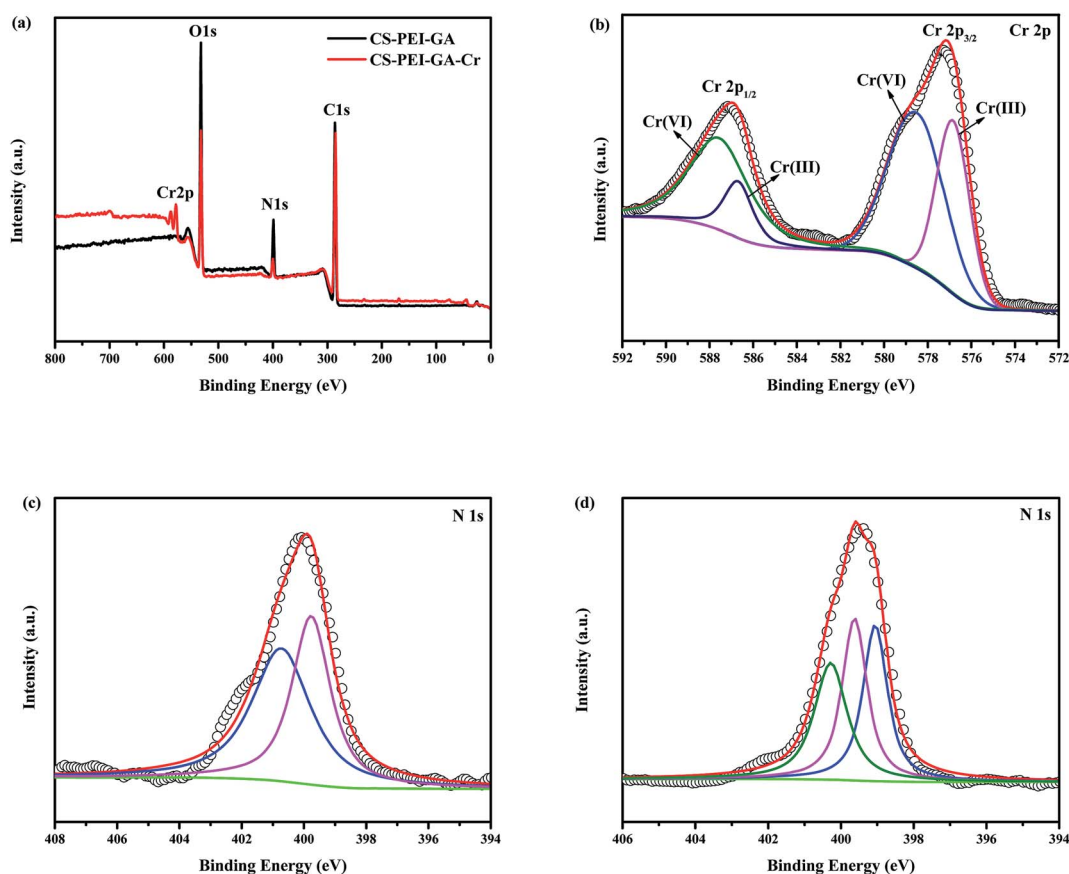 (a)
O1s
CS-PEI-GA
CS-PEI-GA-Cr
C1s
Cr2p
N1s
Intensity (a.u.)
800 700 600 500 400 300 200 100 0
Binding Energy (eV)
(b)
Cr 2p
Cr 2p3/2
Cr(VI)
Cr 2p1/2
Cr(VI)
Cr(III)
Cr(III)
Intensity (a.u.)
592 590 588 586 584 582 580 578 576 574 572
Binding Energy (eV)
(c)
N 1s
Intensity (a.u.)
408 406 404 402 400 398 396 394
Binding Energy (eV)
(d)
N 1s
Intensity (a.u.)
406 404 402 400 398 396 394
Binding Energy (eV)